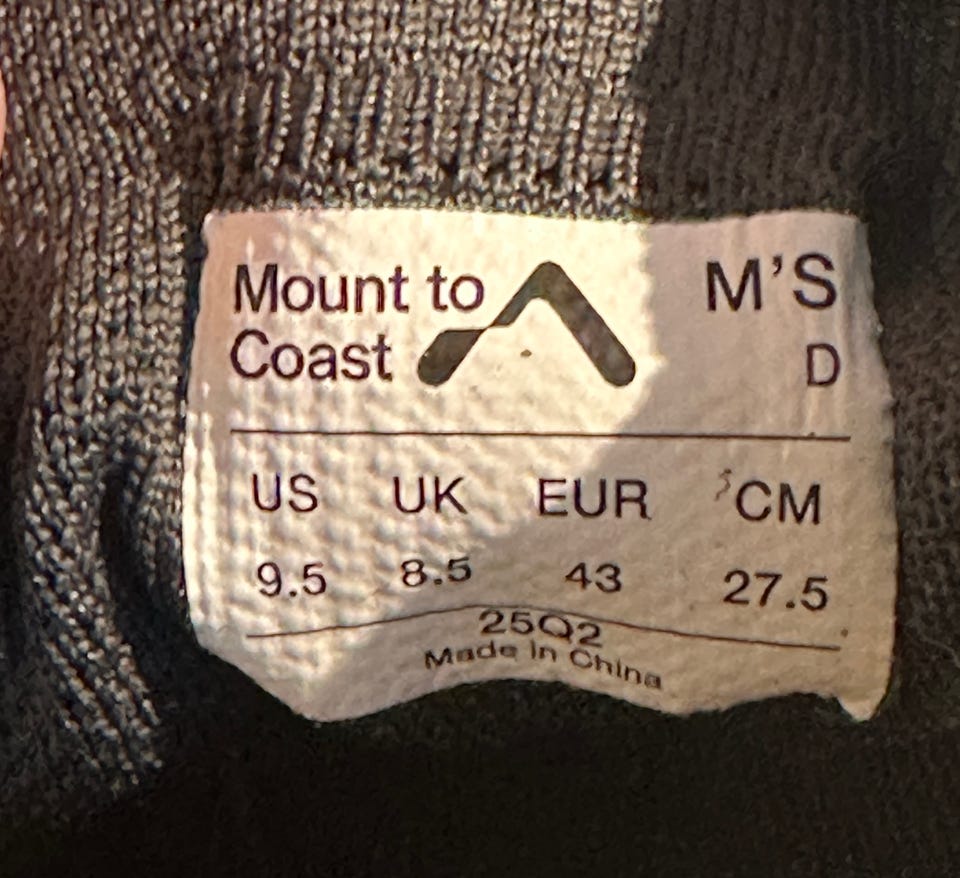 Mount to
Coast
M'S
D
US UK EUR CM
9.5 8.5 43 27.5
25Q2
Made in China